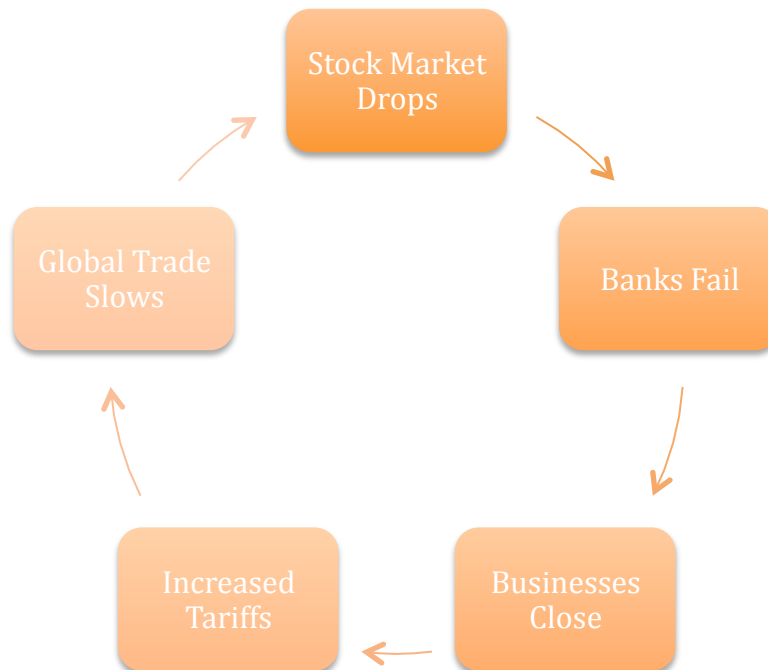 Stock Market
Drops
Banks Fail
Businesses
Close
Increased
Tariffs
Global Trade
Slows